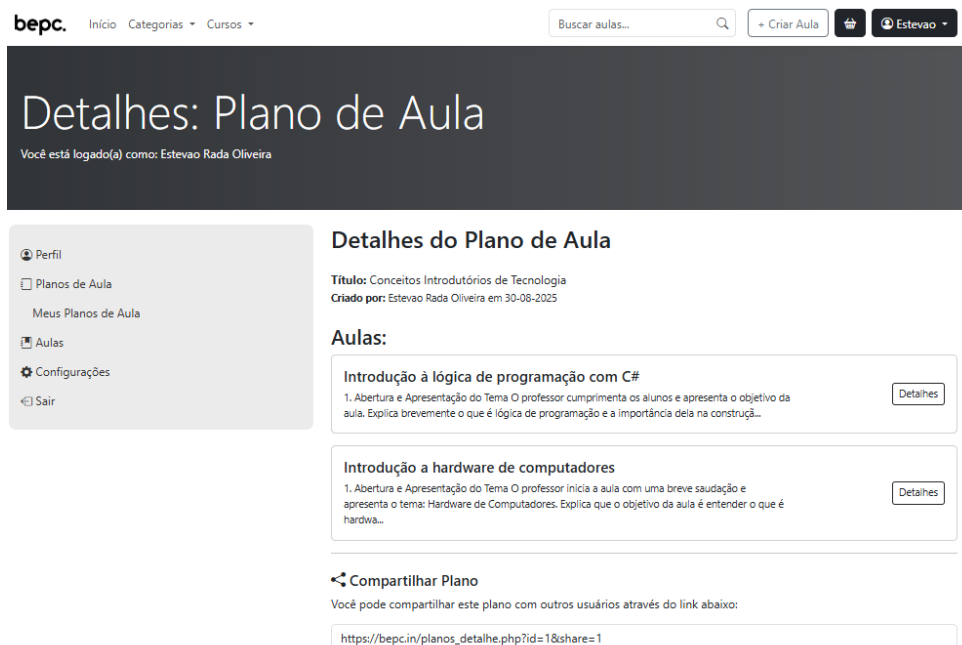 bepc. Início Categorias Cursos Buscar aulas... + Criar Aula Estevao
Detalhes: Plano de Aula
Você está logado(a) como: Estevao Rada Oliveira
Perfil
Planos de Aula
Meus Planos de Aula
Aulas
Configurações
Sair
Detalhes do Plano de Aula
Título: Conceitos Introdutórios de Tecnologia
Criado por: Estevao Rada Oliveira em 30-08-2025
Aulas:
Introdução à lógica de programação com C#
1. Abertura e Apresentação do Tema O professor cumprimenta os alunos e apresenta o objetivo da
aula. Explica brevemente o que é lógica de programação e a importância dela na construçã...
Detalhes
Introdução a hardware de computadores
1. Abertura e Apresentação do Tema O professor inicia a aula com uma breve saudação e
apresenta o tema: Hardware de Computadores. Explica que o objetivo da aula é entender o que é
hardwa...
Detalhes
Compartilhar Plano
Você pode compartilhar este plano com outros usuários através do link abaixo:
https://bepc.in/planos_detalhe.php?id=1&share=1